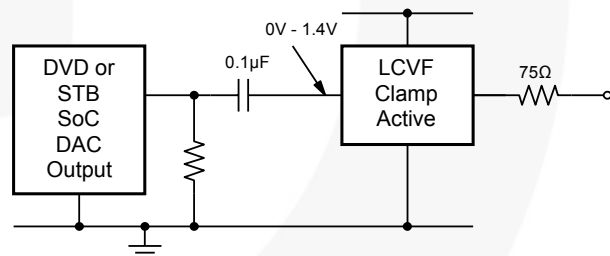 0V - 1.4V
DVD or
STB
SoC
DAC
Output
0.1μF
LCVF
Clamp
Active
75Ω